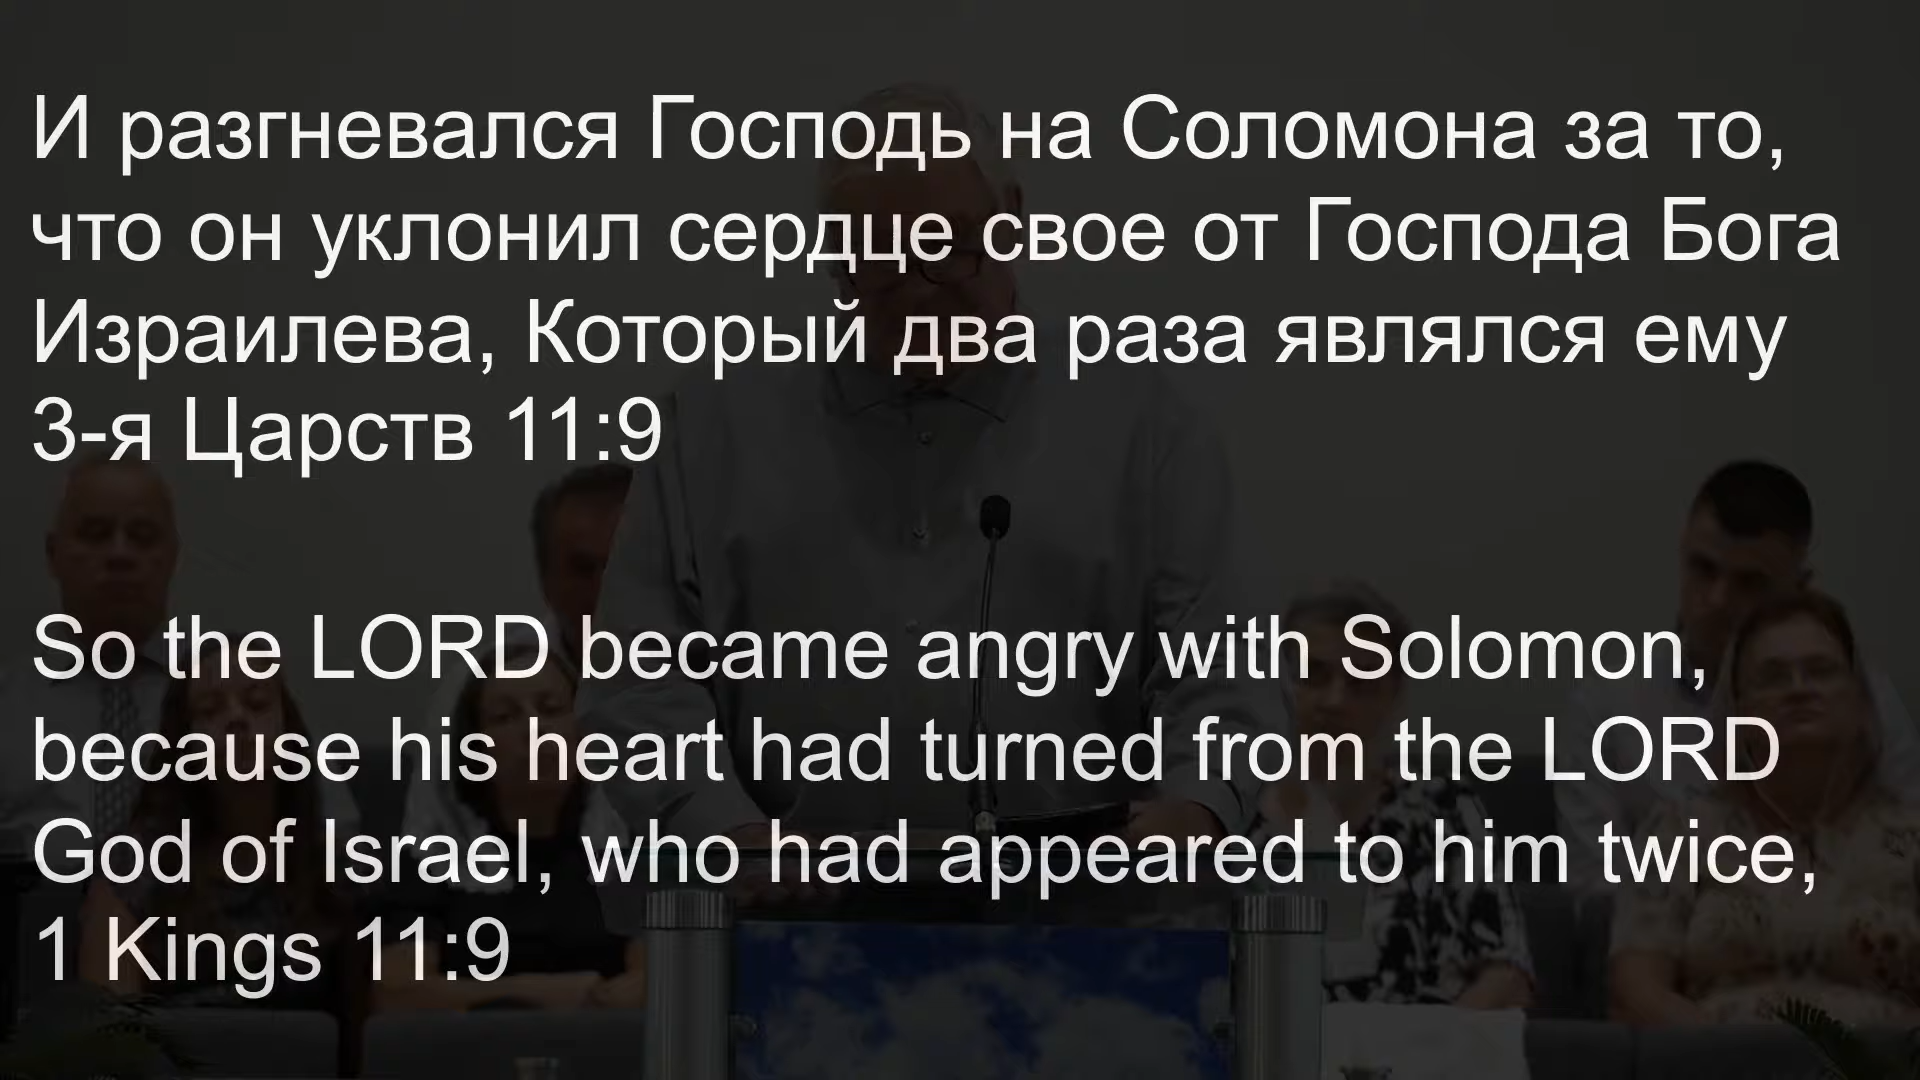 И разгневался Господь на Соломона за то,
что он уклонил сердце свое от Господа Бога
Израилева, Который два раза являлся ему
3-я Царств 11:9
So the LORD became angry with Solomon,
because his heart had turned from the LORD
God of Israel, who had appeared to him twice,
1 Kings 11:9